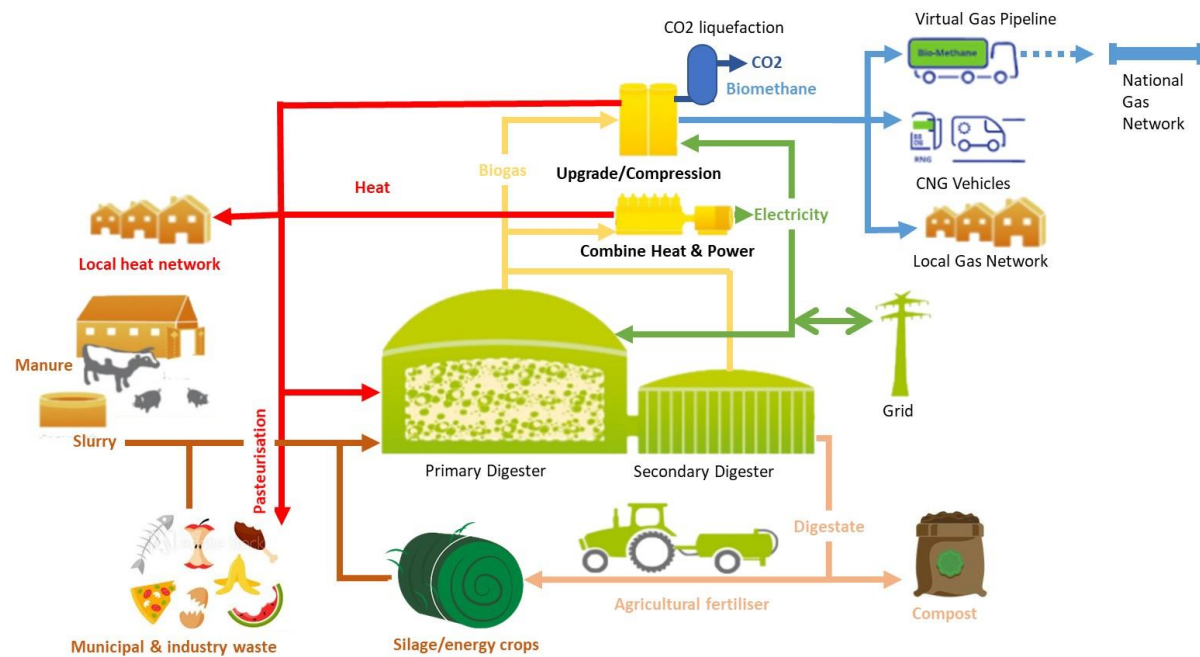 CO2 liquefaction
Virtual Gas Pipeline
Bio-Methane
CO2
Biomethane
National
Gas
Network
RNG
Biogas
Upgrade/Compression
CNG Vehicles
Heat
Electricity
Combine Heat & Power
Local Gas Network
Local heat network
Manure
Grid
Slurry
Pasteurisation
Primary Digester
Secondary Digester
Digestate
Agricultural fertiliser
Compost
Municipal & industry waste
Silage/energy crops